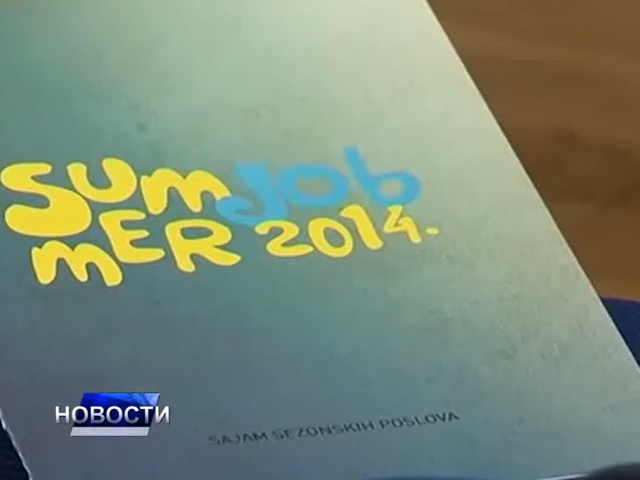 SUM JOB
MER 2014.
SAJAM SEZONSKIH POSLOVA
НОВОСТИ